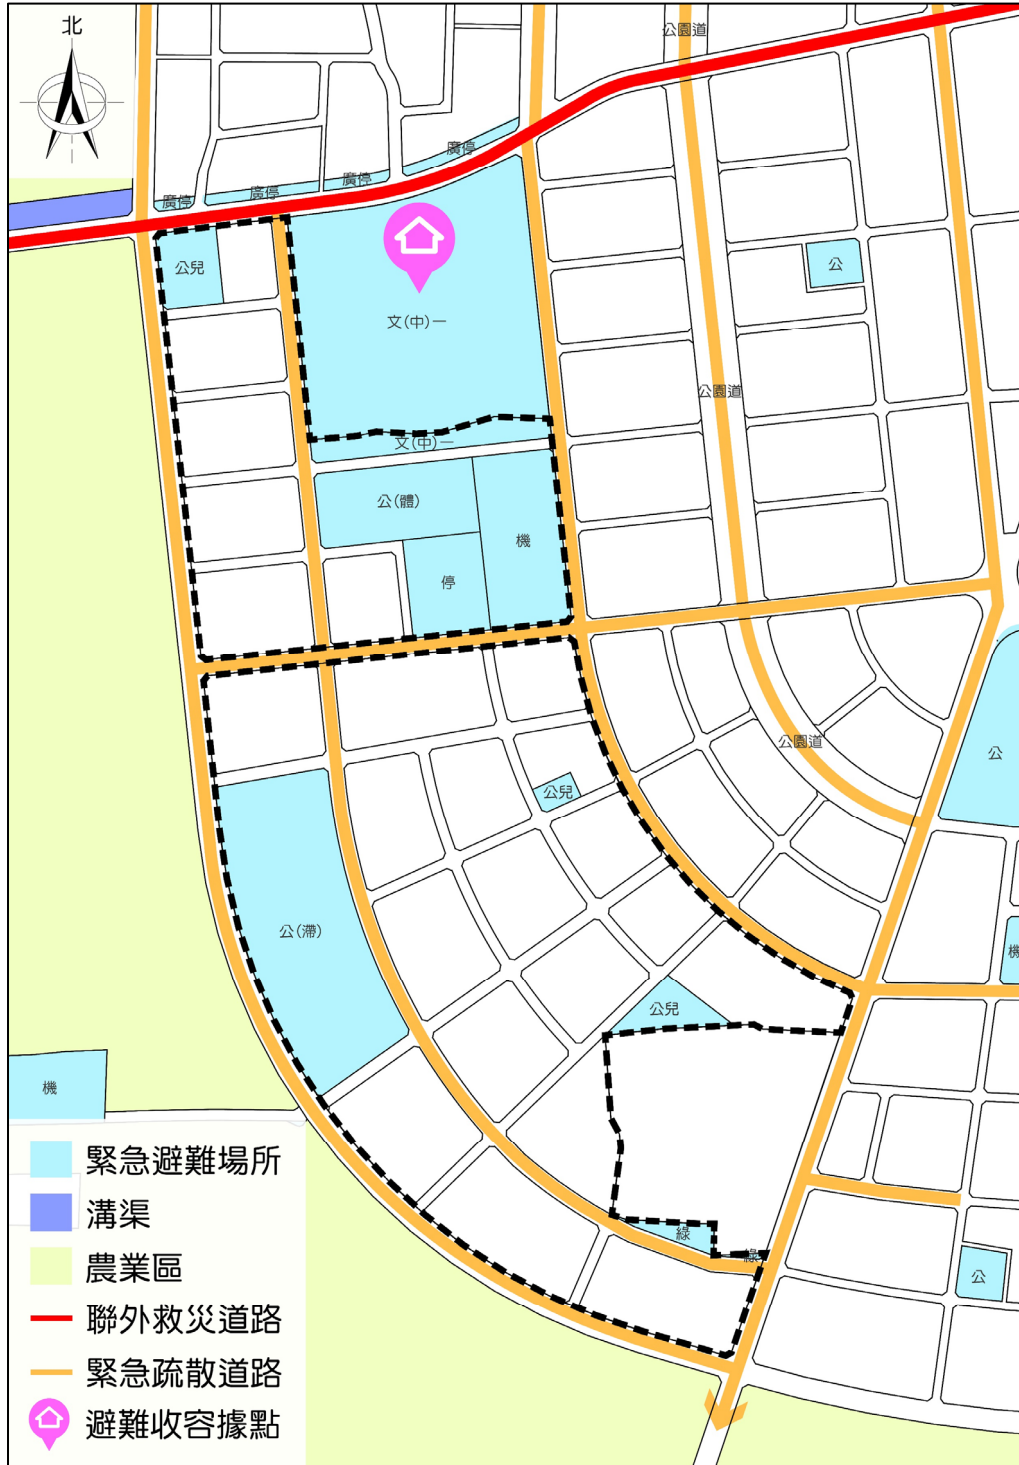 北
公園道
廣停
廣停
廣停
廣停
公兒
公
文(中)一
公園道
文(中)一
公(體)
機
停
公園道
公
公兒
公(滯)
機
公兒
機
綠
綠
公
緊急避難場所
溝渠
農業區
聯外救災道路
緊急疏散道路
避難收容據點